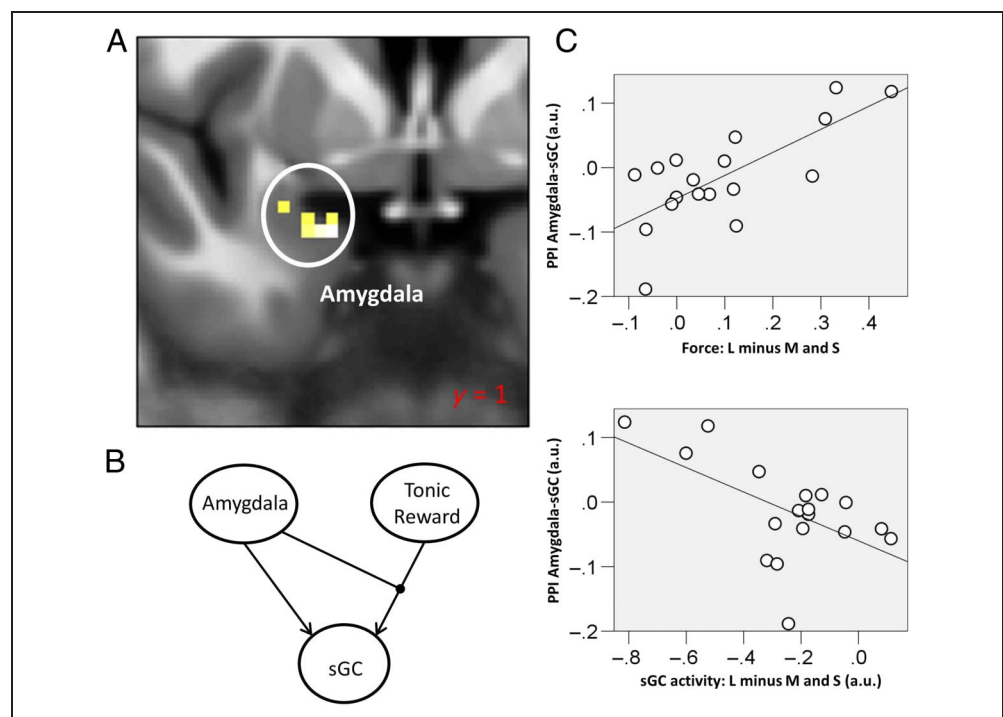 A
Amygdala
y = 1
B
Amygdala
Tonic
Reward
sGC
C
PPI Amygdala-sGC (a.u.)
.1
.0
−.1
−.2
−.1
.0
.1
.2
.3
.4
Force: L minus M and S
PPI Amygdala-sGC (a.u.)
.1
.0
−.1
−.2
−.8
−.6
−.4
−.2
.0
sGC activity: L minus M and S (a.u.)